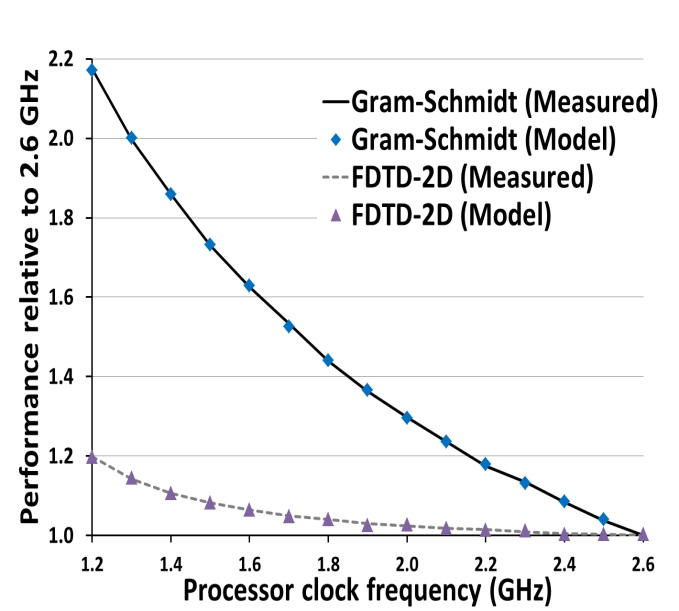 Performance relative to 2.6 GHz
2.2
2.0
1.8
1.6
1.4
1.2
1.0
Gram-Schmidt (Measured)
Gram-Schmidt (Model)
FDTD-2D (Measured)
FDTD-2D (Model)
1.2 1.4 1.6 1.8 2.0 2.2 2.4 2.6
Processor clock frequency (GHz)